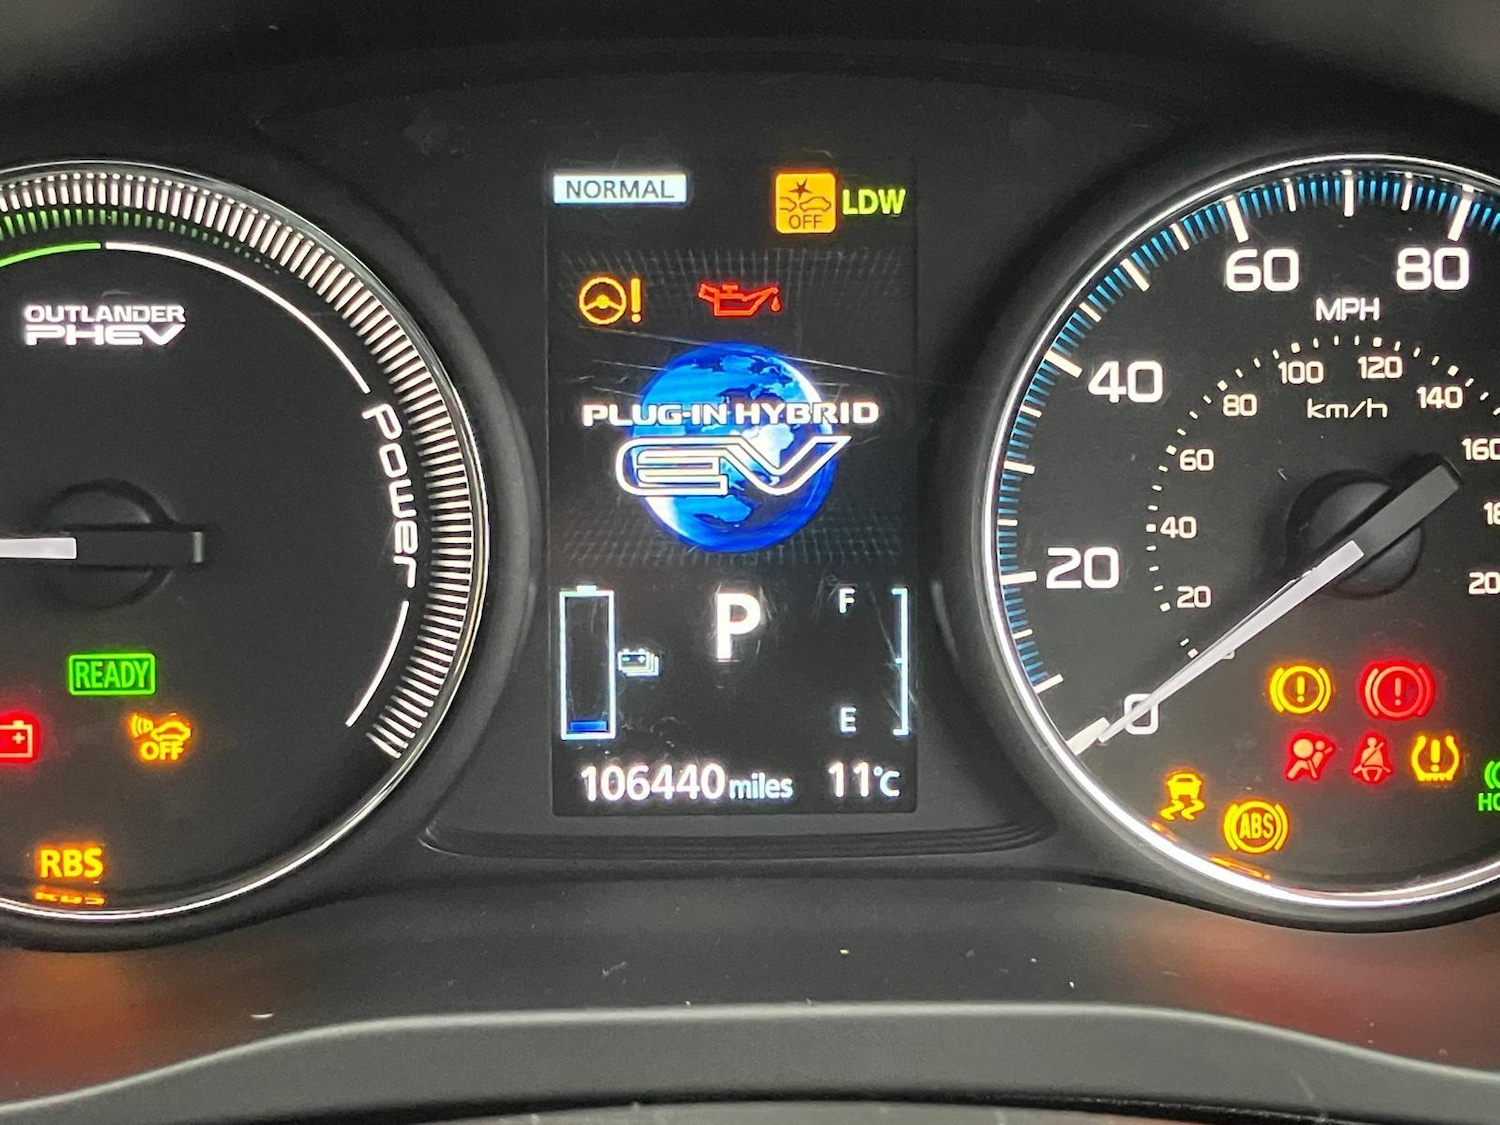 NORMAL
OFF LDW
OUTLANDER
PHEV
Power
PLUG-IN HYBRID
EV
P
F
E
READY
OFF
RBS
106440 miles 11°C
0
20
40
60
80
MPH
20
40
60
80
100
120
140
160
km/h
ABS